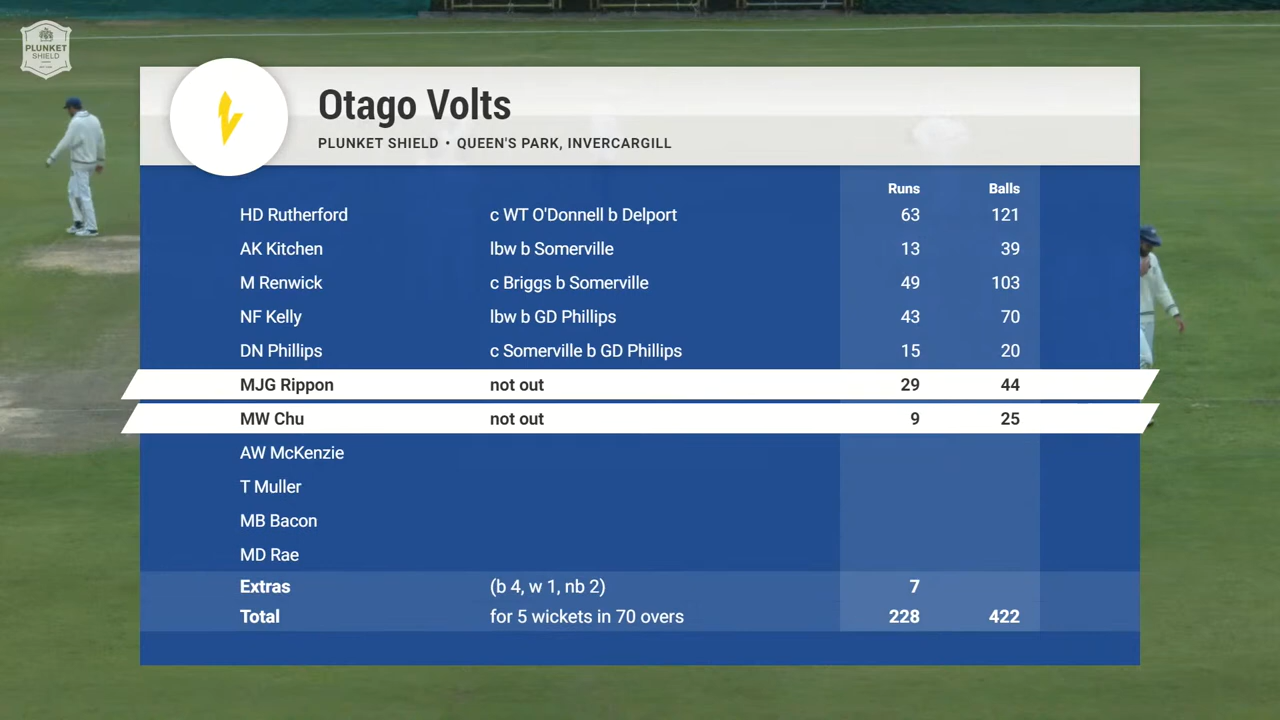 PLUNKET
SHIELD
Otago Volts
PLUNKET SHIELD • QUEEN'S PARK, INVERCARGILL
Runs Balls
HD Rutherford c WT O'Donnell b Delport 63 121
AK Kitchen lbw b Somerville 13 39
M Renwick c Briggs b Somerville 49 103
NF Kelly lbw b GD Phillips 43 70
DN Phillips c Somerville b GD Phillips 15 20
MJG Rippon not out 29 44
MW Chu not out 9 25
AW McKenzie
T Muller
MB Bacon
MD Rae
Extras (b 4, w 1, nb 2) 7
Total for 5 wickets in 70 overs 228 422